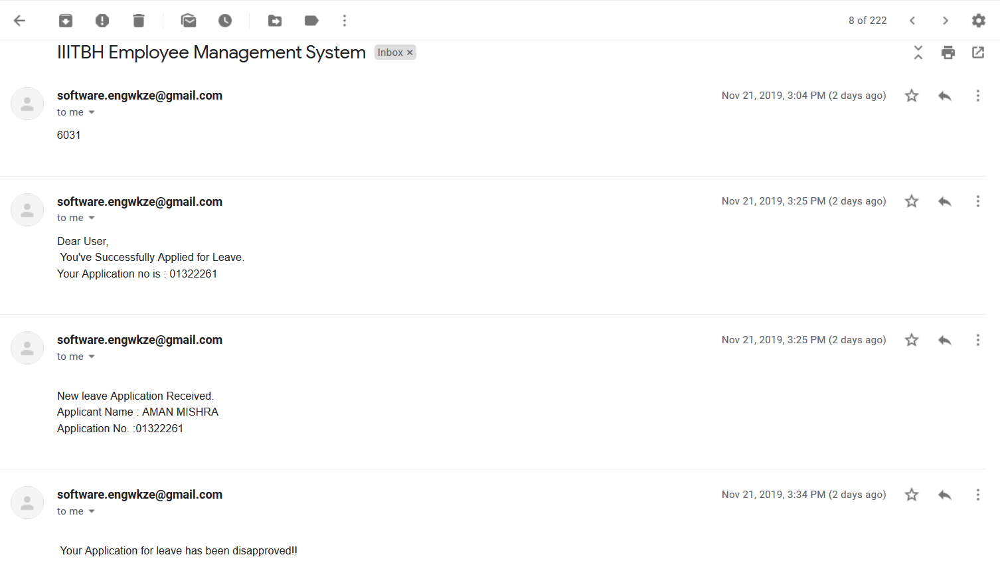 8 of 222
IIITBH Employee Management System Inbox ×
software.engwkze@gmail.com Nov 21, 2019, 3:04 PM (2 days ago)
to me
6031
software.engwkze@gmail.com Nov 21, 2019, 3:25 PM (2 days ago)
to me
Dear User,
You've Successfully Applied for Leave.
Your Application no is : 01322261
software.engwkze@gmail.com Nov 21, 2019, 3:25 PM (2 days ago)
to me
New leave Application Received.
Applicant Name : AMAN MISHRA
Application No. :01322261
software.engwkze@gmail.com Nov 21, 2019, 3:34 PM (2 days ago)
to me
Your Application for leave has been disapproved!!